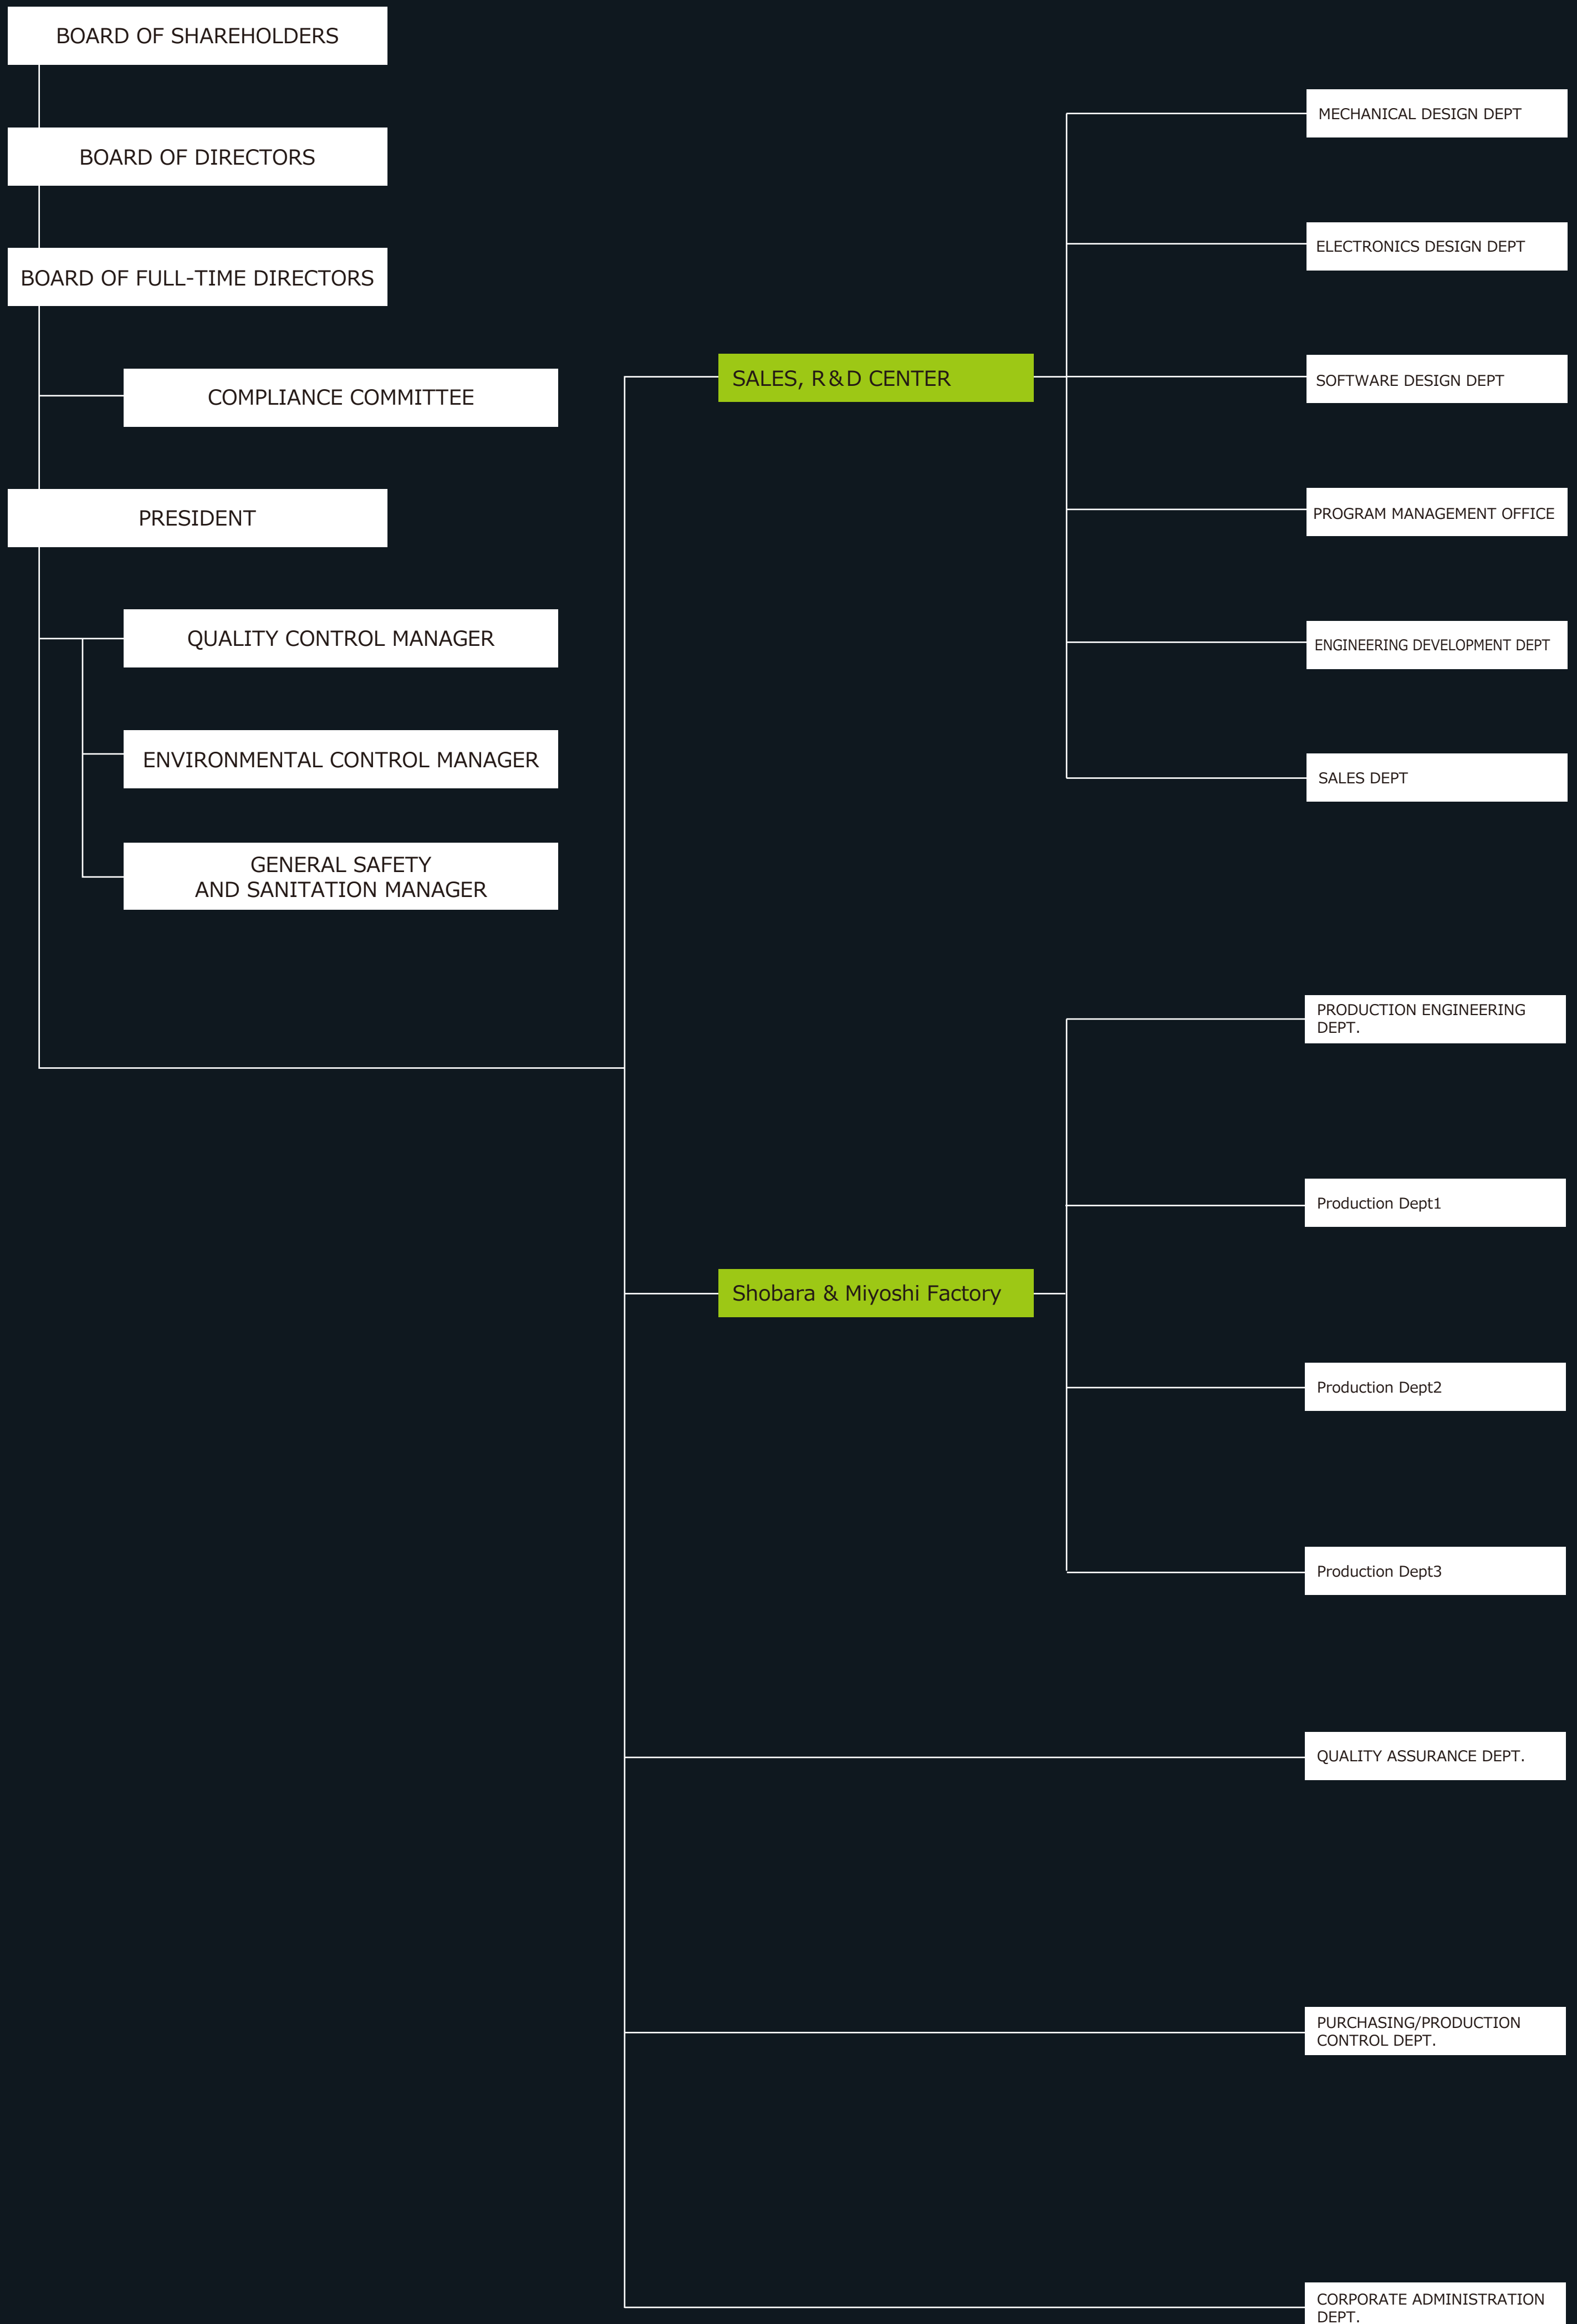 BOARD OF SHAREHOLDERS
BOARD OF DIRECTORS
BOARD OF FULL-TIME DIRECTORS
COMPLIANCE COMMITTEE
PRESIDENT
QUALITY CONTROL MANAGER
ENVIRONMENTAL CONTROL MANAGER
GENERAL SAFETY
AND SANITATION MANAGER
SALES, R&D CENTER
MECHANICAL DESIGN DEPT
ELECTRONICS DESIGN DEPT
SOFTWARE DESIGN DEPT
PROGRAM MANAGEMENT OFFICE
ENGINEERING DEVELOPMENT DEPT
SALES DEPT
Shobara & Miyoshi Factory
PRODUCTION ENGINEERING
DEPT.
Production Dept1
Production Dept2
Production Dept3
QUALITY ASSURANCE DEPT.
PURCHASING/PRODUCTION
CONTROL DEPT.
CORPORATE ADMINISTRATION
DEPT.